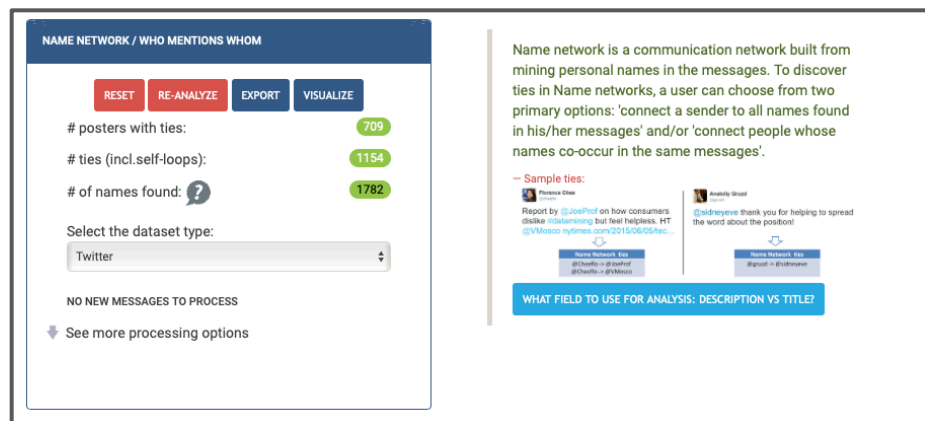 NAME NETWORK / WHO MENTIONS WHOM
RESET
RE-ANALYZE
EXPORT
VISUALIZE
# posters with ties:
709
# ties (incl.self-loops):
1154
# of names found:
?
1782
Select the dataset type:
Twitter
NO NEW MESSAGES TO PROCESS
See more processing options
Name network is a communication network built from
mining personal names in the messages. To discover
ties in Name networks, a user can choose from two
primary options: 'connect a sender to all names found
in his/her messages' and/or 'connect people whose
names co-occur in the same messages'.
– Sample ties:
Florence Chee
@cheeflo
Report by @JoeProf on how consumers
dislike #datamining but feel helpless. HT
@VMosco nytimes.com/2015/06/05/tec...
Name Network ties
@Cheeflo -> @JoeProf
@Cheeflo -> @VMosco
Anatoliy Gruzd
@gruzd
@sidneyeve thank you for helping to spread
the word about the position!
Name Network ties
@gruzd -> @sidneyeve
WHAT FIELD TO USE FOR ANALYSIS: DESCRIPTION VS TITLE?